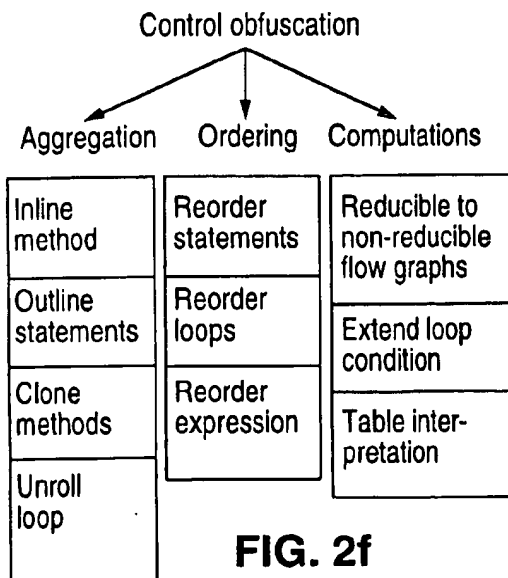 Control obfuscation
Aggregation
Ordering
Computations
Inline
method
Outline
statements
Clone
methods
Unroll
loop
Reorder
statements
Reorder
loops
Reorder
expression
Reducible to
non-reducible
flow graphs
Extend loop
condition
Table inter-
pretation
FIG. 2f